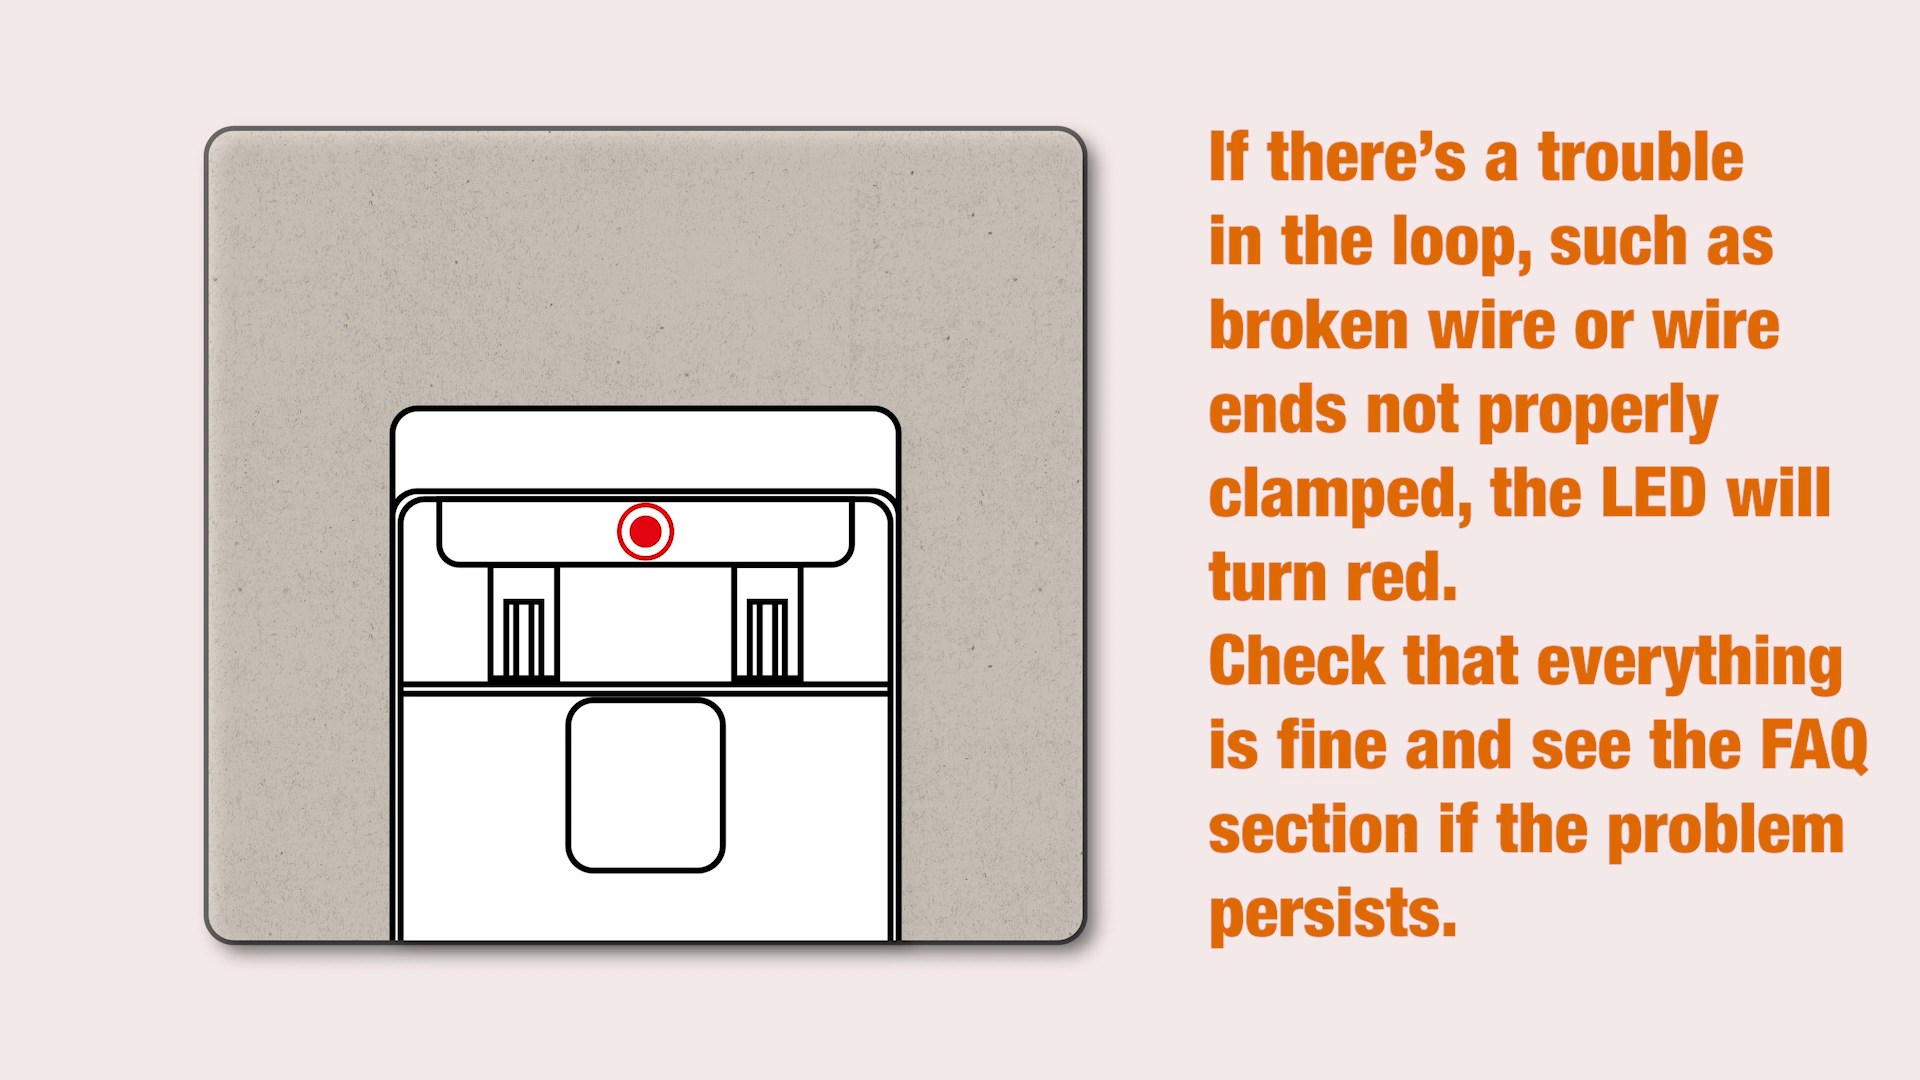 If there’s a trouble
in the loop, such as
broken wire or wire
ends not properly
clamped, the LED will
turn red.
Check that everything
is fine and see the FAQ
section if the problem
persists.